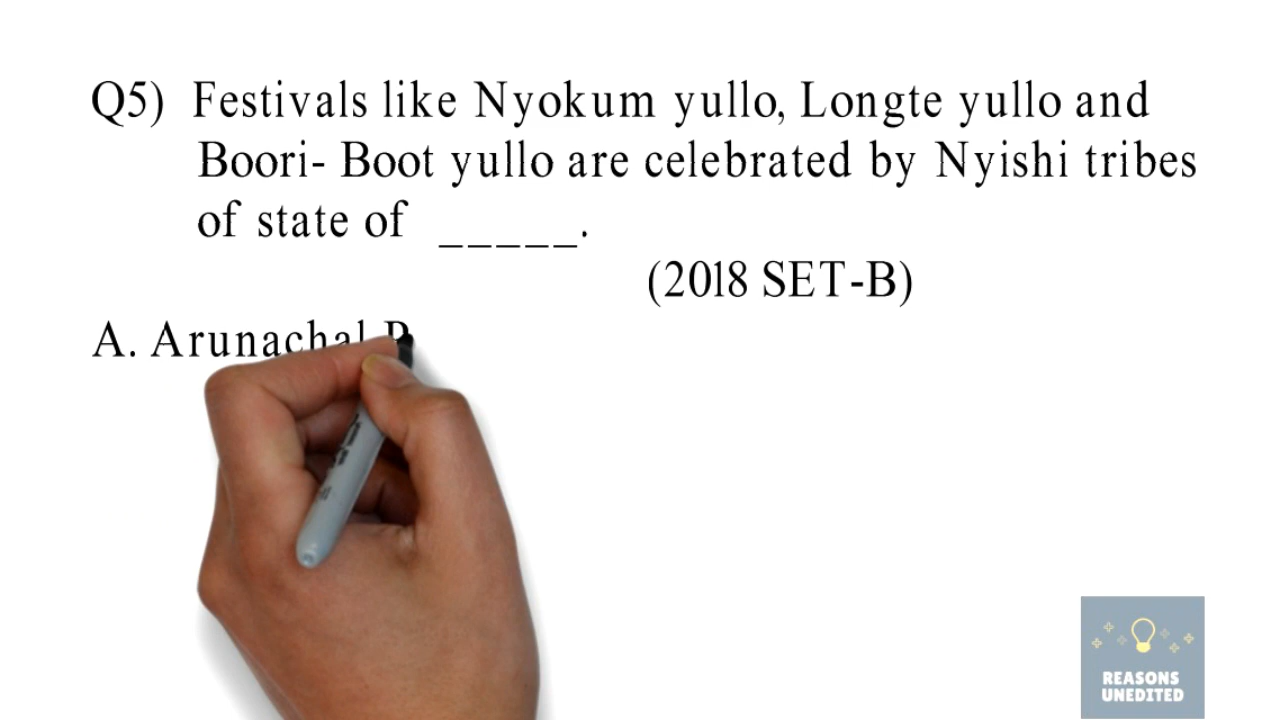 Q5) Festivals like Nyokum yullo, Longte yullo and
Boori- Boot yullo are celebrated by Nyishi tribes
of state of _____.
(2018 SET-B)
A. Arunachal P
REASONS
UNEDITED